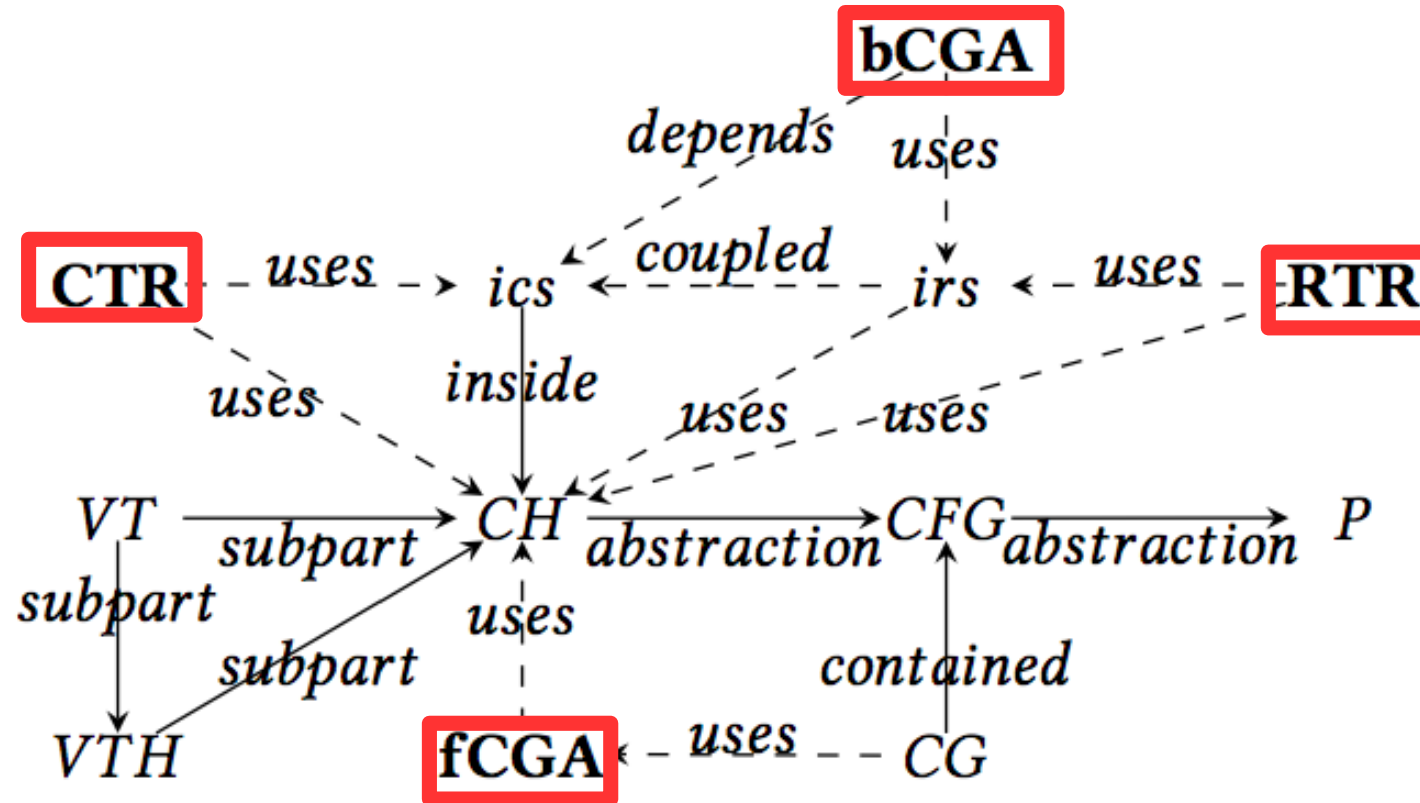 bCGA
depends
uses
CTR
uses
ics
coupled
irs
uses
RTR
uses
inside
uses
uses
VT
subpart
CH
abstraction
CFG
abstraction
P
subpart
uses
subpart
contained
VTH
fCGA
uses
CG